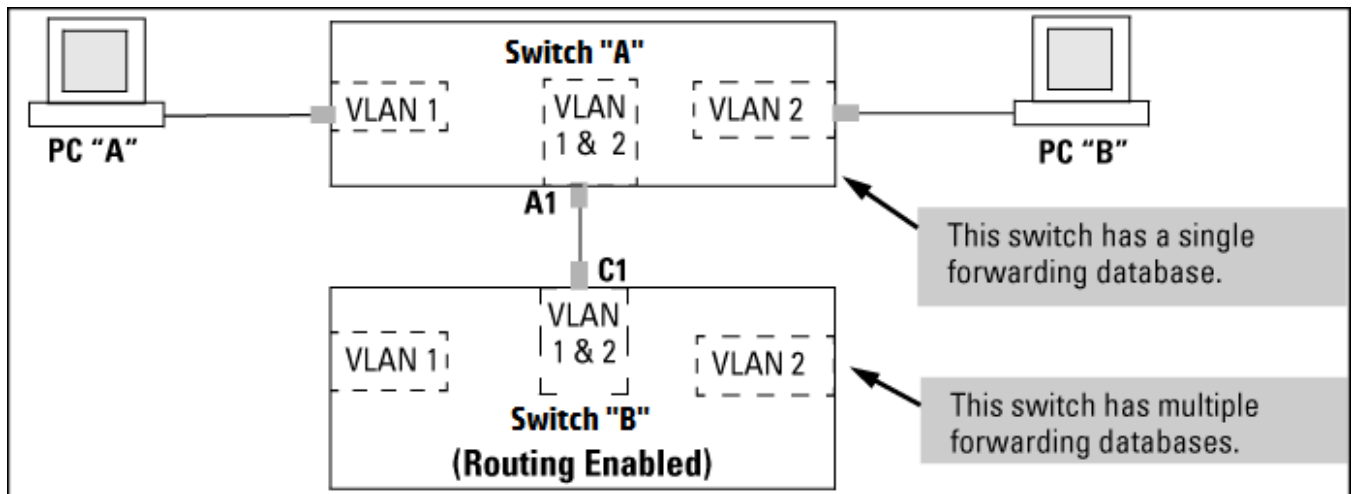 Switch "A"
VLAN 1
VLAN
1 & 2
VLAN 2
PC “A”
PC “B”
A1
This switch has a single
forwarding database.
C1
VLAN
1 & 2
VLAN 1
VLAN 2
Switch "B"
(Routing Enabled)
This switch has multiple
forwarding databases.